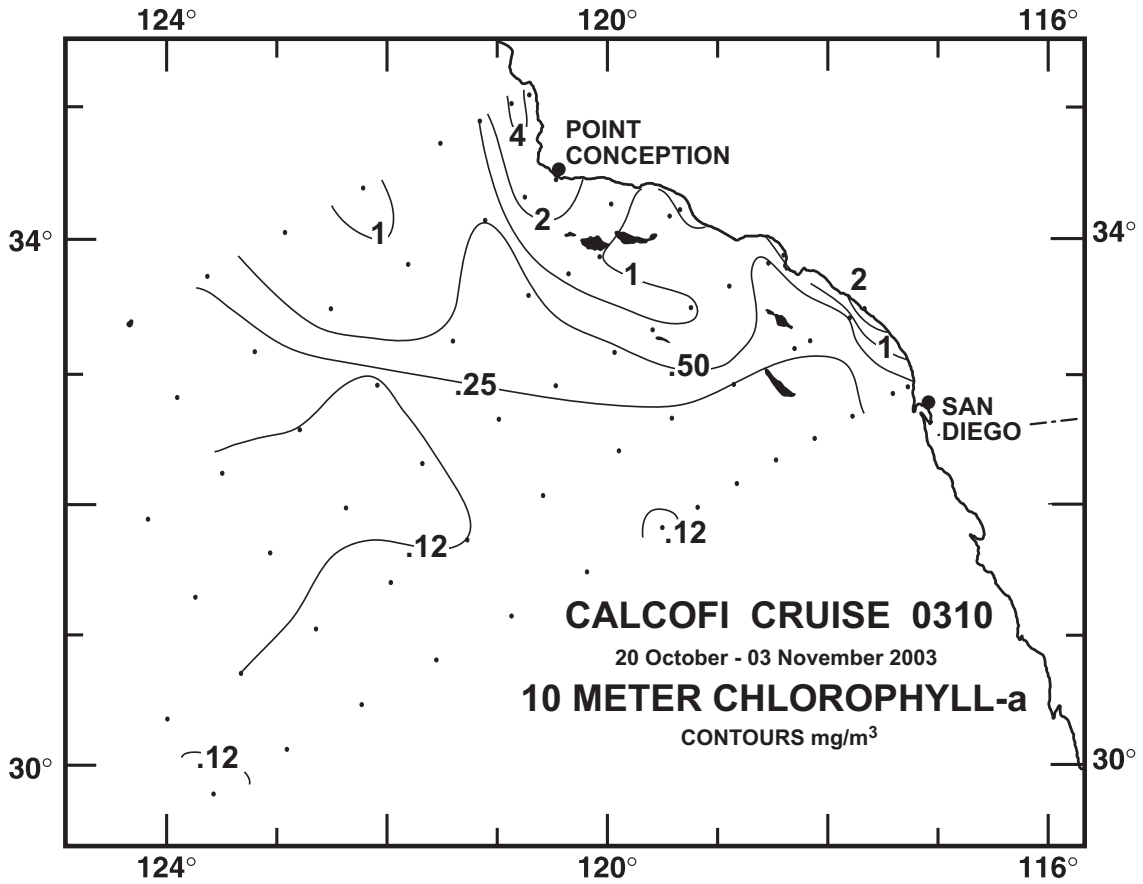 124° 120° 116°
4
POINT
CONCEPTION
2
34° 34°
1
1
2
1
.50
.25
SAN
DIEGO
.12
.12
CALCOFI CRUISE 0310
20 October - 03 November 2003
10 METER CHLOROPHYLL-a
CONTOURS mg/m³
.12
30° 30°
124° 120° 116°